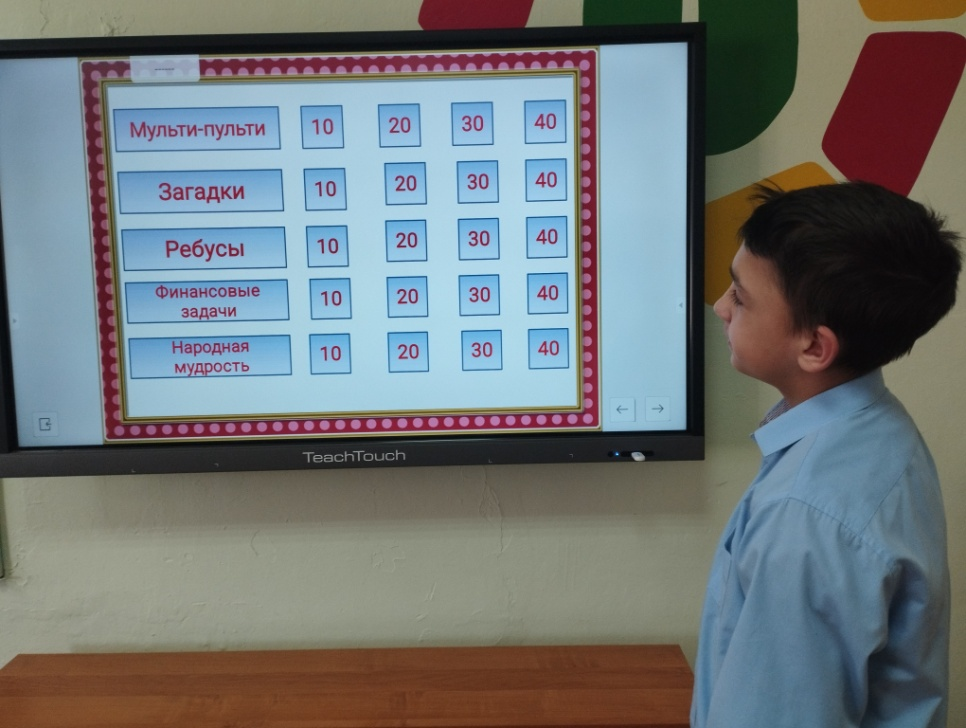 Мульти-пульти 10 20 30 40
Загадки 10 20 30 40
Ребусы 10 20 30 40
Финансовые
задачи 10 20 30 40
Народная
мудрость 10 20 30 40
TeachTouch